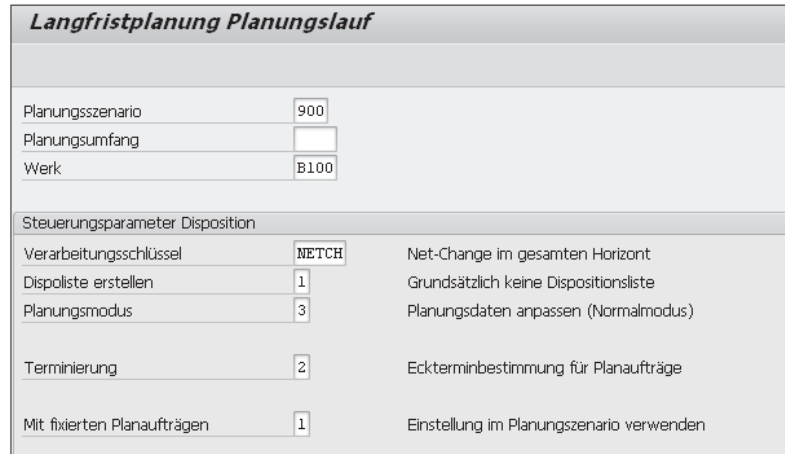 Langfristplanung Planungslauf
Planungsszenario 900
Planungsumfang
Werk B100
Steuerungsparameter Disposition
Verarbeitungsschlüssel NETCH Net-Change im gesamten Horizont
Dispoliste erstellen 1 Grundsätzlich keine Dispositionsliste
Planungsmodus 3 Planungsdaten anpassen (Normalmodus)
Terminierung 2 Eckterminbestimmung für Planaufträge
Mit fixierten Planaufträgen 1 Einstellung im Planungszenario verwenden